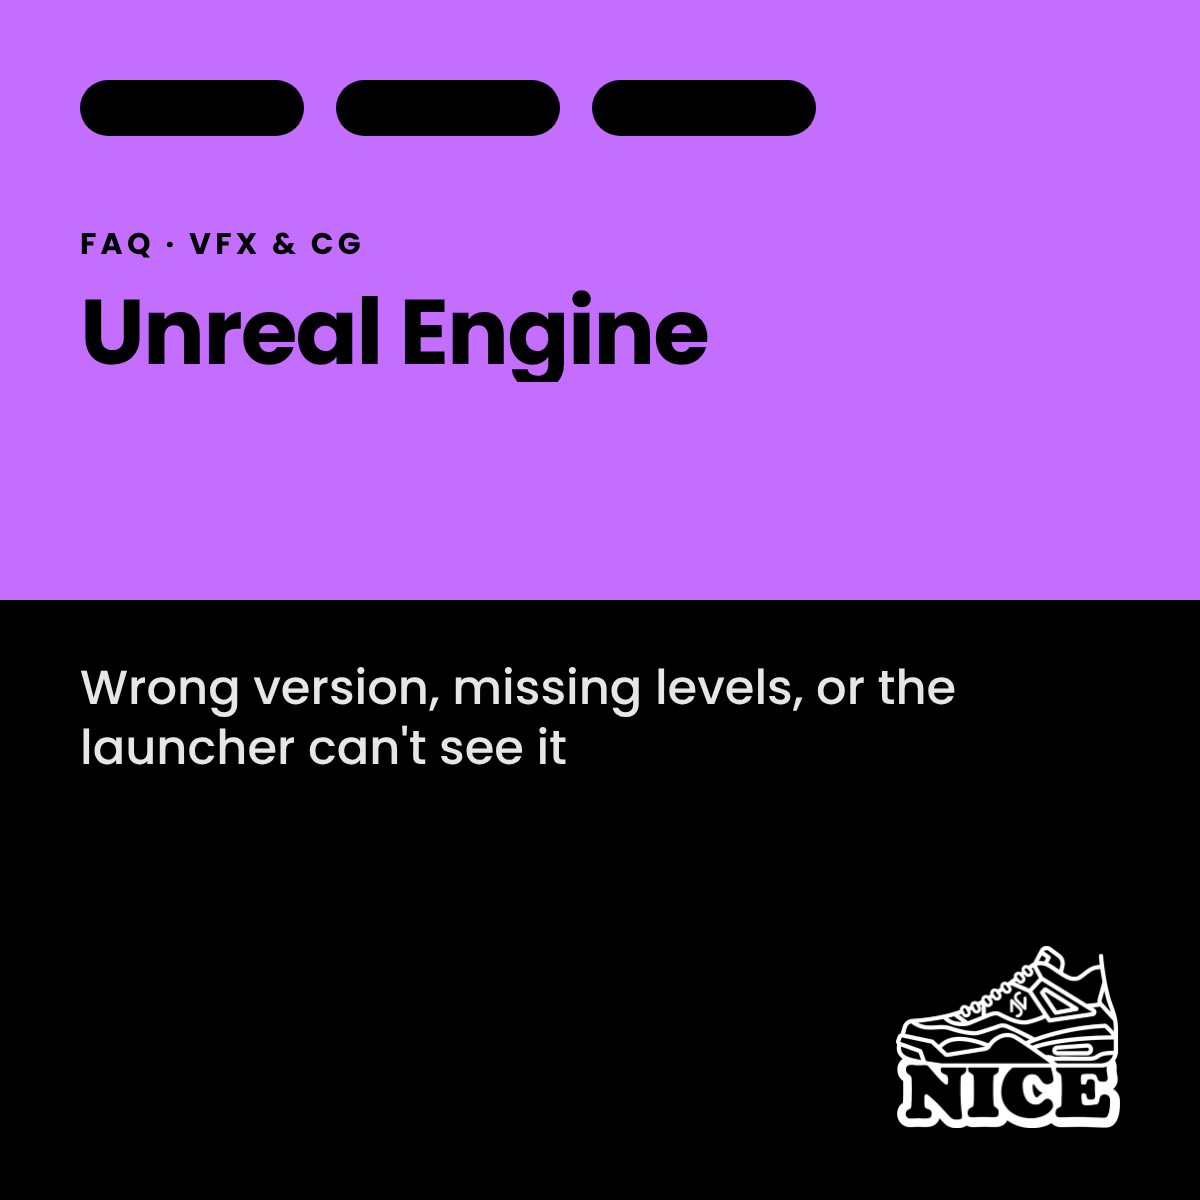 FAQ · VFX & CG
Unreal Engine
Wrong version, missing levels, or the
launcher can't see it
NICE